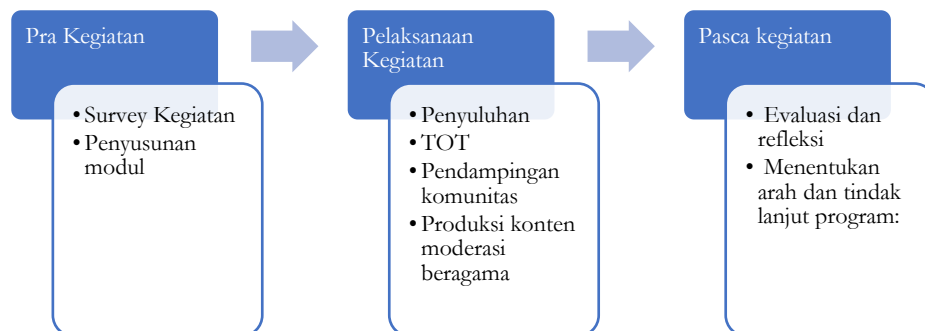 Pra Kegiatan
• Survey Kegiatan
• Penyusunan
modul
Pelaksanaan
Kegiatan
• Penyuluhan
• TOT
• Pendampingan
komunitas
• Produksi konten
moderasi
beragama
Pasca kegiatan
• Evaluasi dan
refleksi
• Menentukan
arah dan tindak
lanjut program: